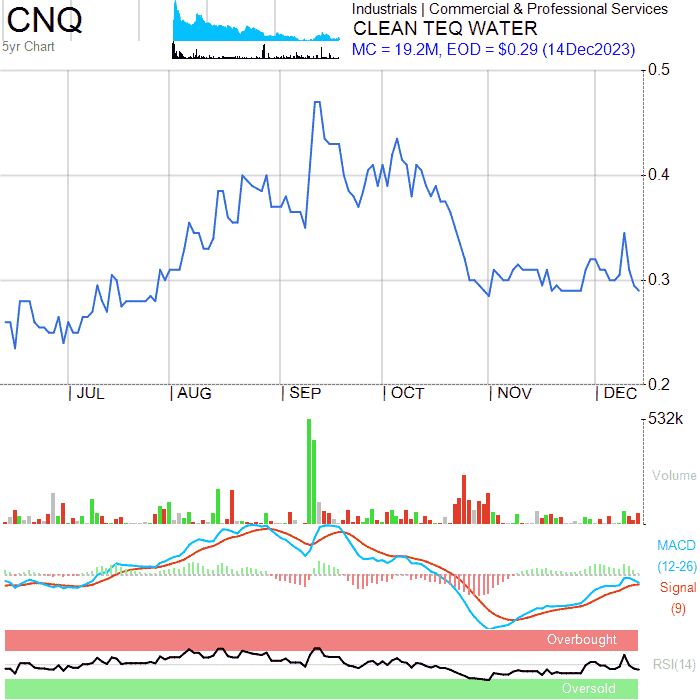 CNQ
5yr Chart
Industrials | Commercial & Professional Services
CLEAN TEQ WATER
MC = 19.2M, EOD = $0.29 (14Dec2023)
0.5
0.4
0.3
0.2
| JUL | AUG | SEP | OCT | NOV | DEC
532k
Volume
MACD
(12-26)
Signal
(9)
Overbought
RSI(14)
Oversold